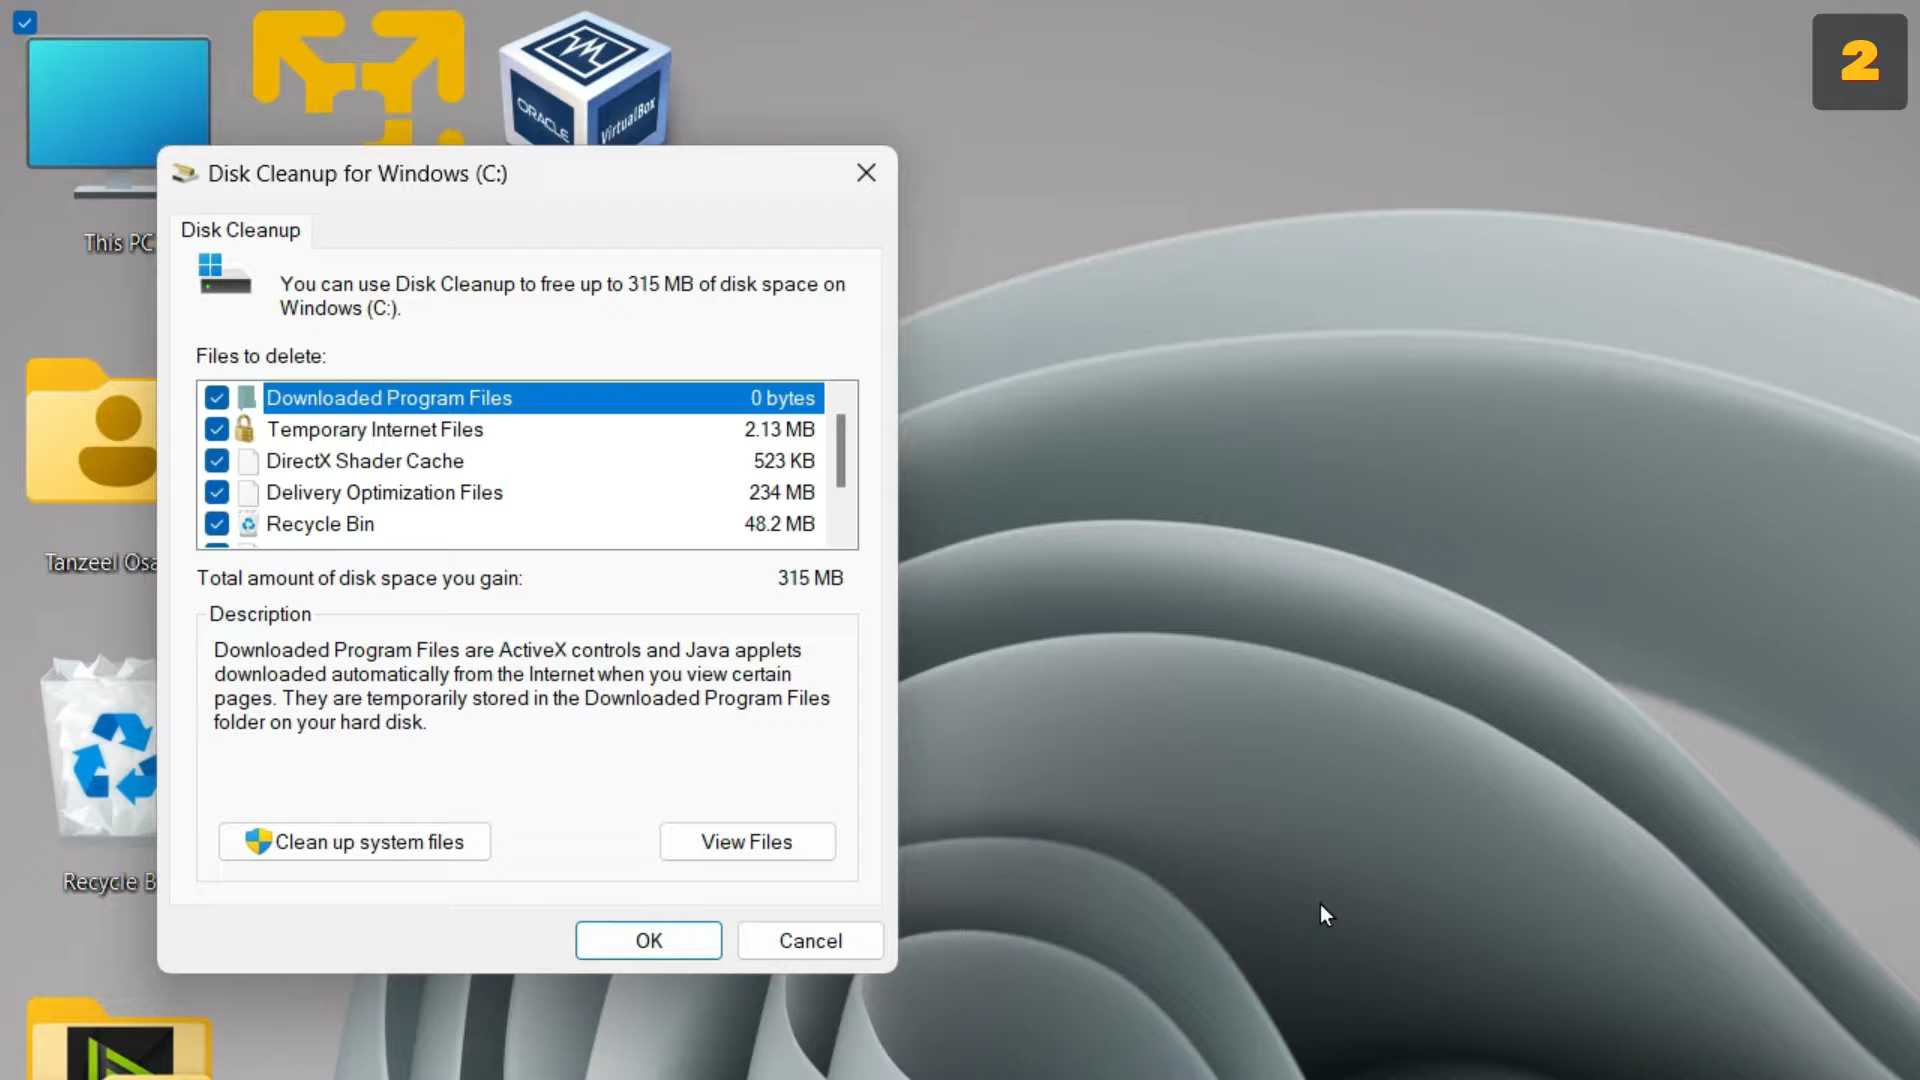 2
ORACLE
VirtualBox
Disk Cleanup for Windows (C:)
Disk Cleanup
This PC
You can use Disk Cleanup to free up to 315 MB of disk space on
Windows (C:).
Files to delete:
Downloaded Program Files 0 bytes
Temporary Internet Files 2.13 MB
DirectX Shader Cache 523 KB
Delivery Optimization Files 234 MB
Recycle Bin 48.2 MB
Tanzeel Osa
Total amount of disk space you gain: 315 MB
Description
Downloaded Program Files are ActiveX controls and Java applets
downloaded automatically from the Internet when you view certain
pages. They are temporarily stored in the Downloaded Program Files
folder on your hard disk.
Clean up system files
View Files
Recycle B
OK
Cancel